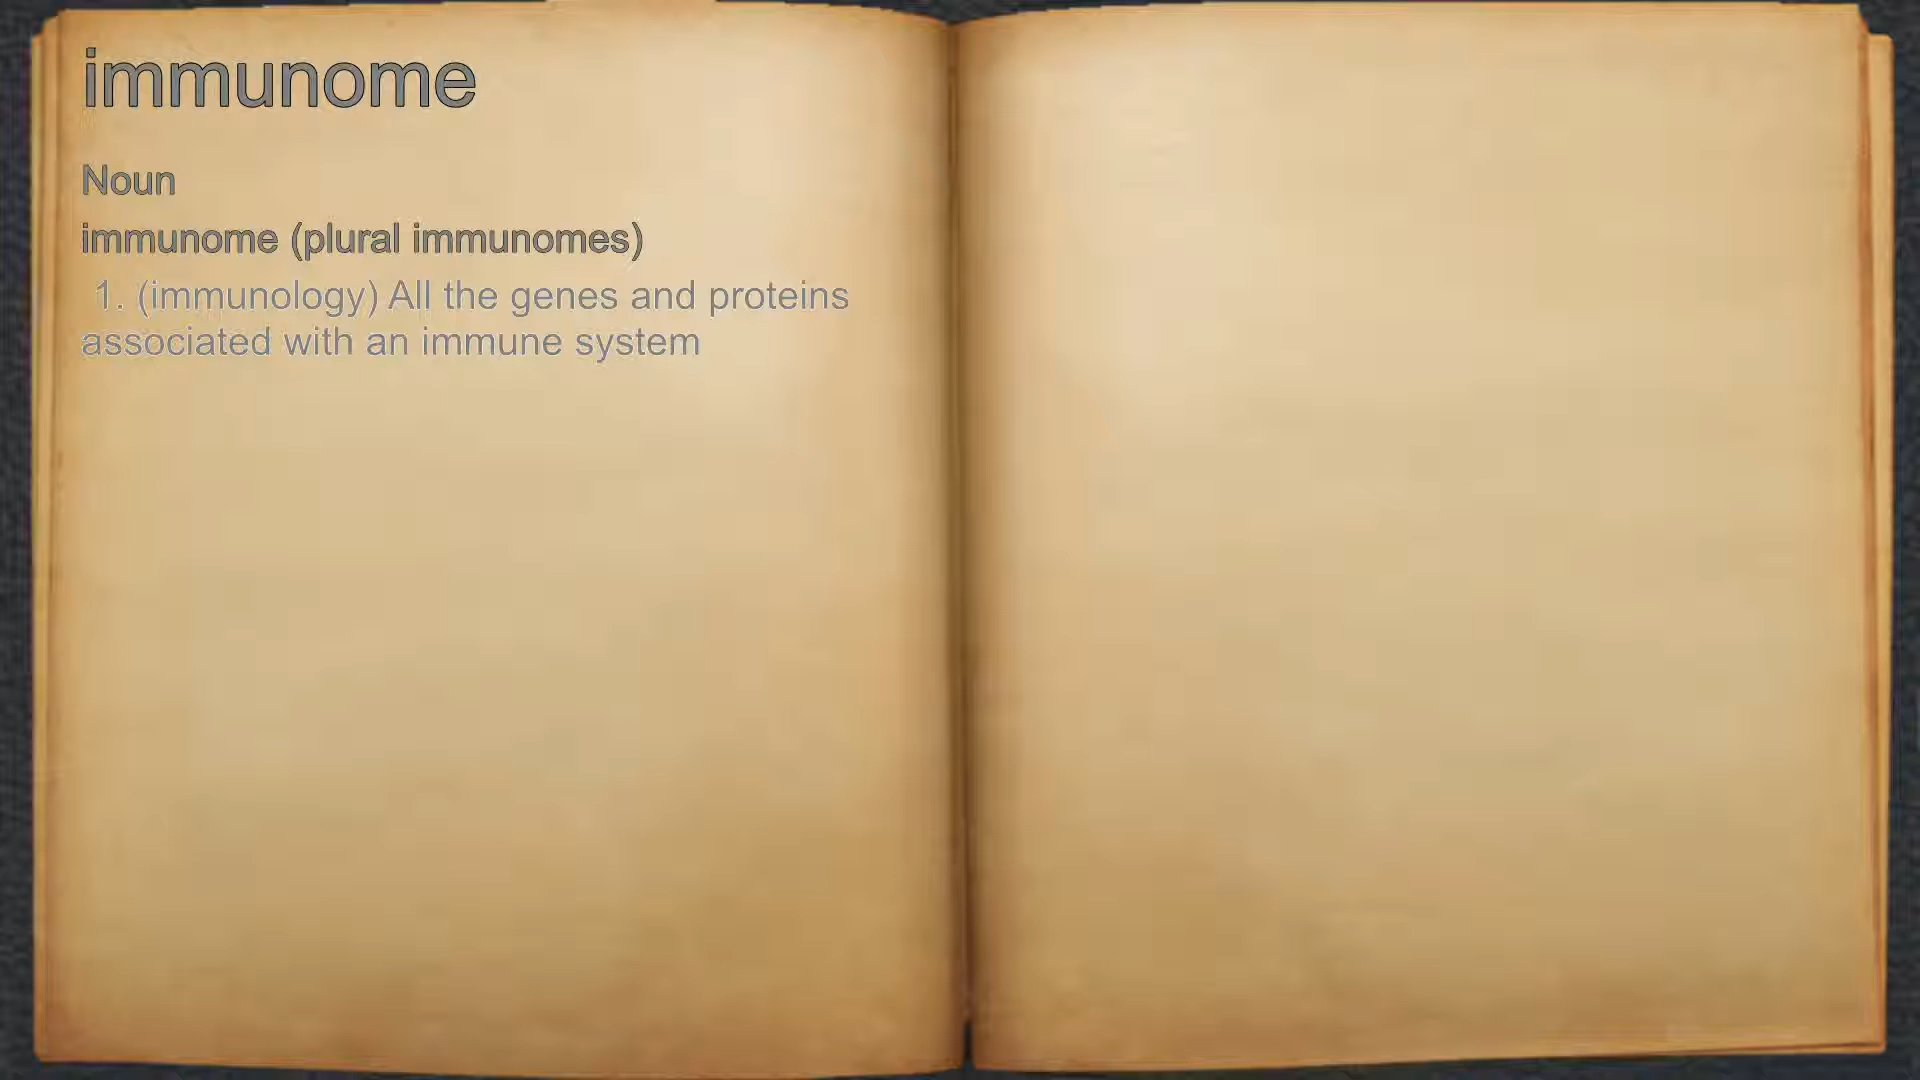 immunome
Noun
immunome (plural immunomes)
1. (immunology) All the genes and proteins
associated with an immune system